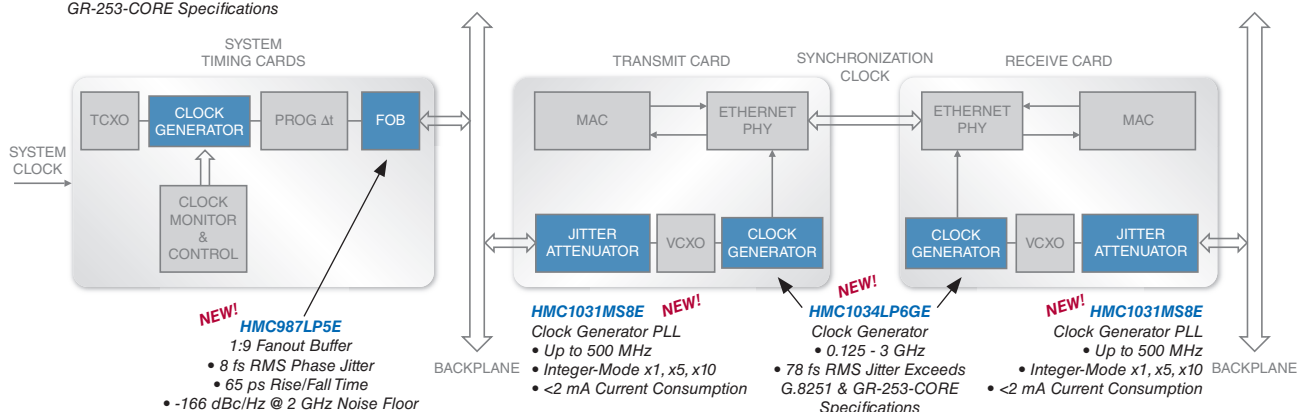 GR-253-CORE Specifications
SYSTEM
TIMING CARDS
TRANSMIT CARD
SYNCHRONIZATION
CLOCK
RECEIVE CARD
TCXO
CLOCK
GENERATOR
PROG Δt
FOB
SYSTEM
CLOCK
CLOCK
MONITOR
&
CONTROL
MAC
ETHERNET
PHY
ETHERNET
PHY
MAC
JITTER
ATTENUATOR
VCXO
CLOCK
GENERATOR
CLOCK
GENERATOR
VCXO
JITTER
ATTENUATOR
NEW!
HMC987LP5E
1:9 Fanout Buffer
• 8 fs RMS Phase Jitter
• 65 ps Rise/Fall Time
• -166 dBc/Hz @ 2 GHz Noise Floor
BACKPLANE
HMC1031MS8E
NEW!
Clock Generator PLL
• Up to 500 MHz
• Integer-Mode x1, x5, x10
• <2 mA Current Consumption
NEW!
HMC1034LP6GE
Clock Generator
• 0.125 - 3 GHz
• 78 fs RMS Jitter Exceeds
G.8251 & GR-253-CORE
Specifications
NEW!
HMC1031MS8E
Clock Generator PLL
• Up to 500 MHz
• Integer-Mode x1, x5, x10
• <2 mA Current Consumption
BACKPLANE